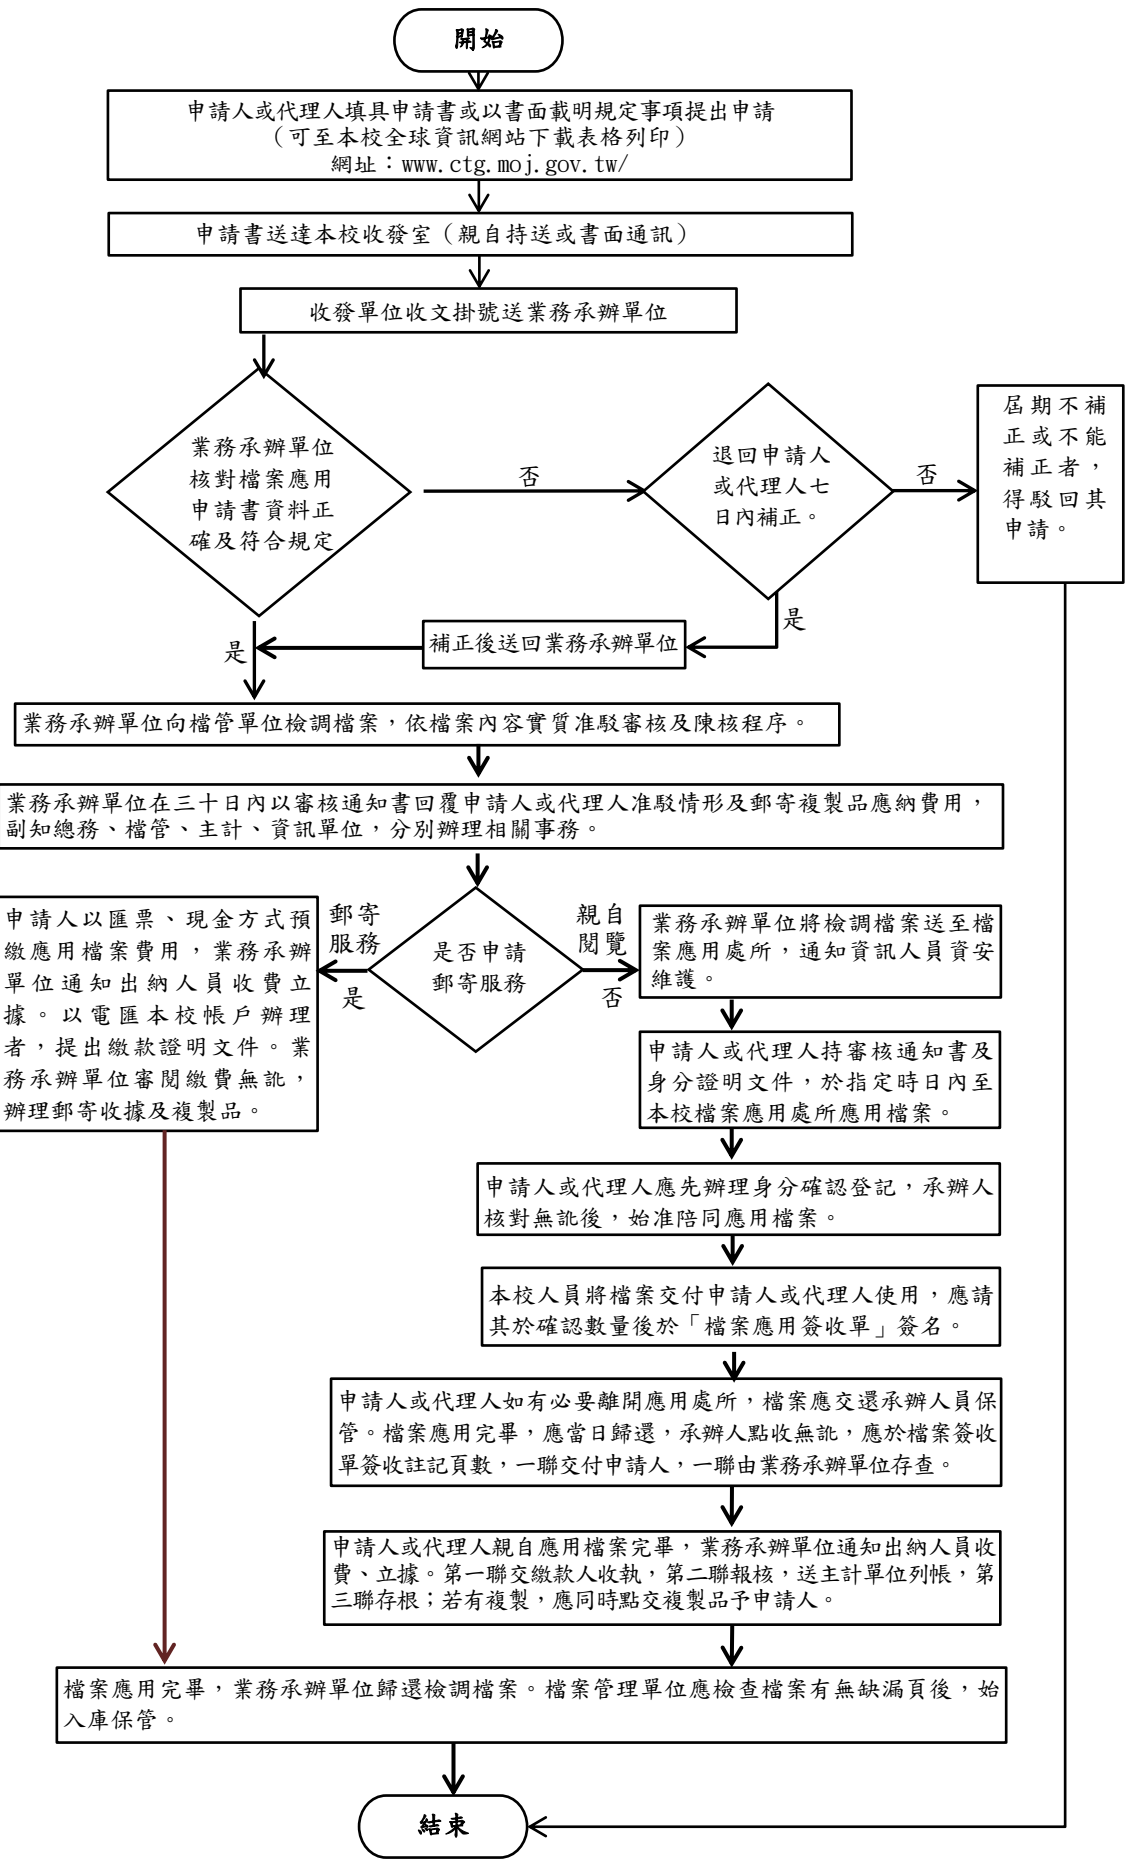 開始
申請人或代理人填具申請書或以書面載明規定事項提出申請
（可至本校全球資訊網站下載表格列印）
網址：www.ctg.moj.gov.tw/
申請書送達本校收發室（親自持送或書面通訊）
收發單位收文掛號送業務承辦單位
業務承辦單位
核對檔案應用
申請書資料正
確及符合規定
否
退回申請人
或代理人七
日內補正。
否
屆期不補
正或不能
補正者，
得駁回其
申請。
是
補正後送回業務承辦單位
是
業務承辦單位向檔管單位檢調檔案，依檔案內容實質准駁審核及陳核程序。
業務承辦單位在三十日內以審核通知書回覆申請人或代理人准駁情形及郵寄複製品應納費用，
副知總務、檔管、主計、資訊單位，分別辦理相關事務。
是否申請
郵寄服務
郵寄
服務
是
申請人以匯票、現金方式預
繳應用檔案費用，業務承辦
單位通知出納人員收費立
據。以電匯本校帳戶辦理
者，提出繳款證明文件。業
務承辦單位審閱繳費無訛，
辦理郵寄收據及複製品。
親自
閱覽
否
業務承辦單位將檢調檔案送至檔
案應用處所，通知資訊人員資安
維護。
申請人或代理人持審核通知書及
身分證明文件，於指定時日內至
本校檔案應用處所應用檔案。
申請人或代理人應先辦理身分確認登記，承辦人
核對無訛後，始准陪同應用檔案。
本校人員將檔案交付申請人或代理人使用，應請
其於確認數量後於「檔案應用簽收單」簽名。
申請人或代理人如有必要離開應用處所，檔案應交還承辦人員保
管。檔案應用完畢，應當日歸還，承辦人點收無訛，應於檔案簽收
單簽收註記頁數，一聯交付申請人，一聯由業務承辦單位存查。
申請人或代理人親自應用檔案完畢，業務承辦單位通知出納人員收
費、立據。第一聯交繳款人收執，第二聯報核，送主計單位列帳，第
三聯存根；若有複製，應同時點交複製品予申請人。
檔案應用完畢，業務承辦單位歸還檢調檔案。檔案管理單位應檢查檔案有無缺漏頁後，始
入庫保管。
結束